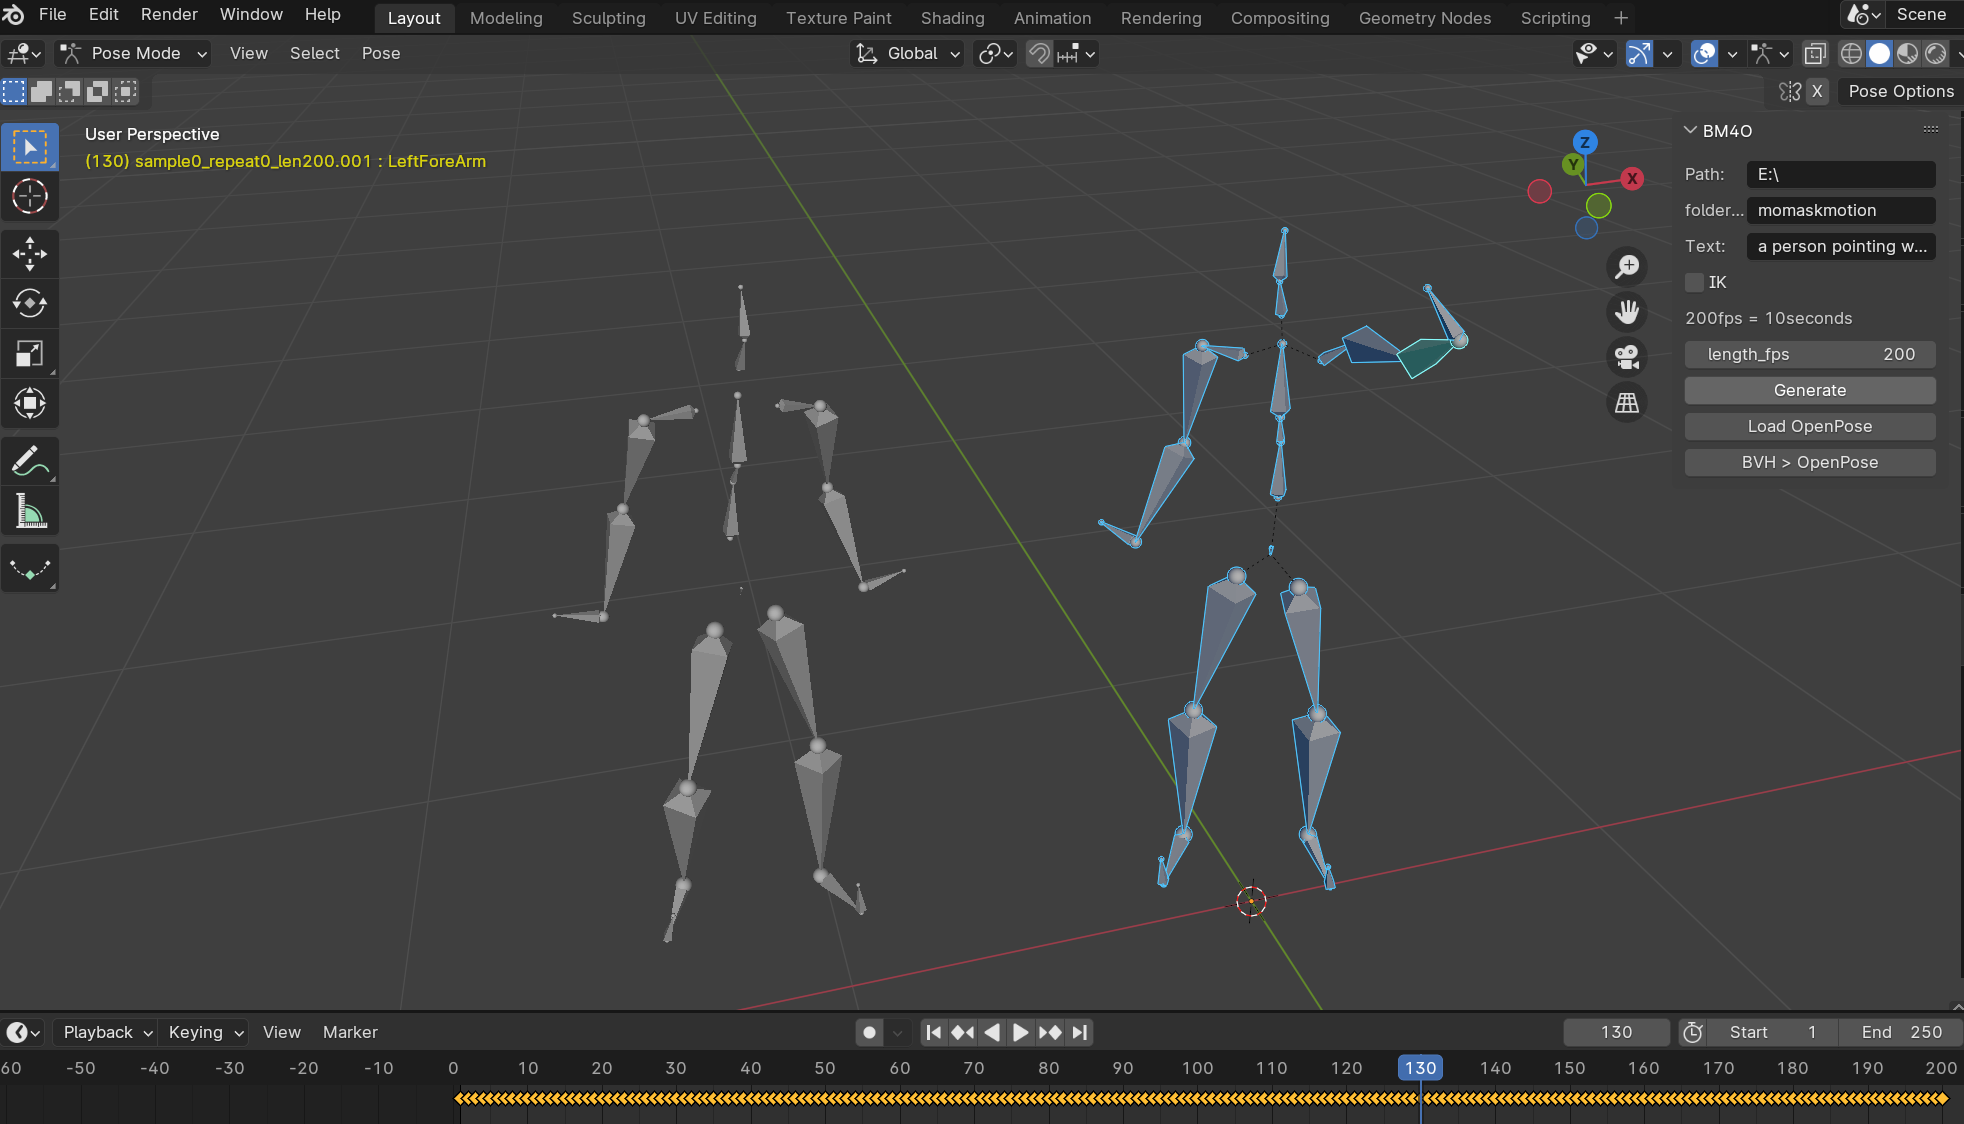 File Edit Render Window Help Layout Modeling Sculpting UV Editing Texture Paint Shading Animation Rendering Compositing Geometry Nodes Scripting + Scene
Pose Mode View Select Pose Global
X Pose Options
User Perspective
(130) sample0_repeat0_len200.001 : LeftForeArm
Z
Y
X
BM4O
Path: E:\
folder... momaskmotion
Text: a person pointing w...
IK
200fps = 10seconds
length_fps 200
Generate
Load OpenPose
BVH > OpenPose
Playback Keying View Marker 130 Start 1 End 250
60 -50 -40 -30 -20 -10 0 10 20 30 40 50 60 70 80 90 100 110 120 130 140 150 160 170 180 190 200